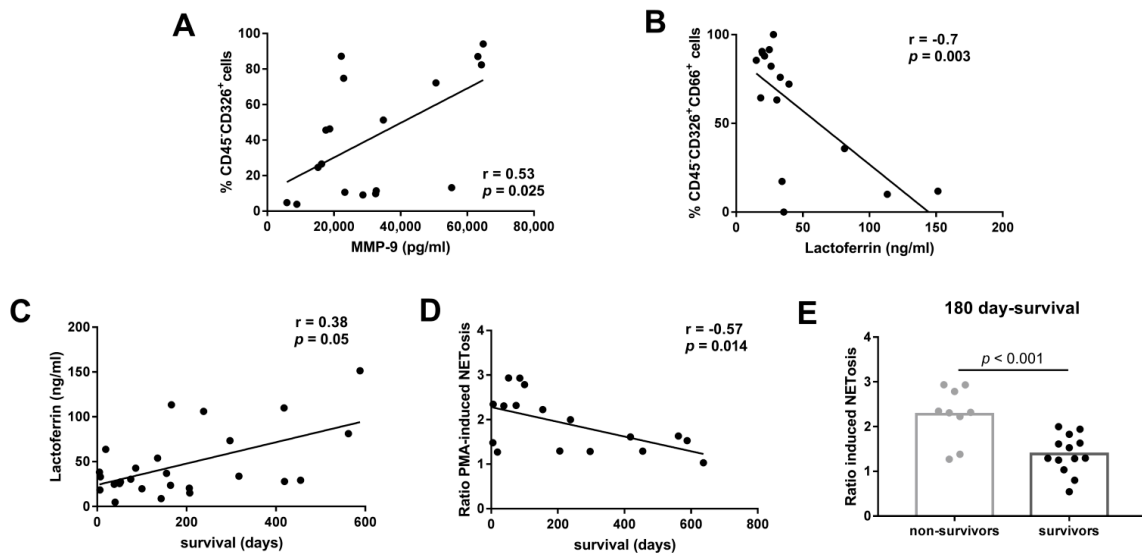 A
% CD45⁻CD326⁺cells
100
80
60
40
20
0
0
20,000
40,000
60,000
80,000
MMP-9 (pg/ml)
r = 0.53
p = 0.025
B
% CD45⁻CD326⁺CD66⁺cells
100
50
0
0
50
100
150
200
Lactoferrin (ng/ml)
r = -0.7
p = 0.003
C
Lactoferrin (ng/ml)
200
150
100
50
0
0
200
400
600
survival (days)
r = 0.38
p = 0.05
D
Ratio PMA-induced NETosis
4
3
2
1
0
0
200
400
600
800
survival (days)
r = -0.57
p = 0.014
E
180 day-survival
p < 0.001
Ratio induced NETosis
4
3
2
1
0
non-survivors
survivors